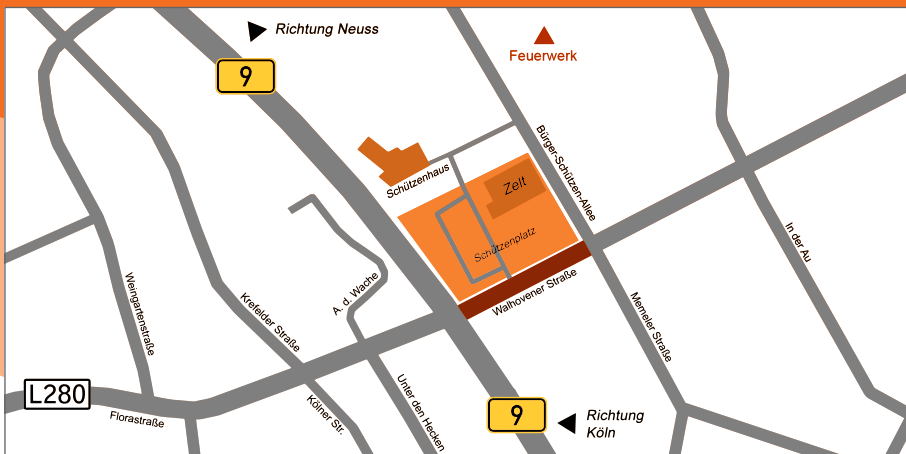 Richtung Neuss
Feuerwerk
9
Bürger-Schützen-Allee
Schützenhaus
Zelt
Schützenplatz
In der Au
A. d. Wache
Walhovener Straße
Weingartenstraße
Krefelder Straße
Memeler Straße
L280
Florastraße
Kölner Str.
Unter den Hecken
9
Richtung
Köln